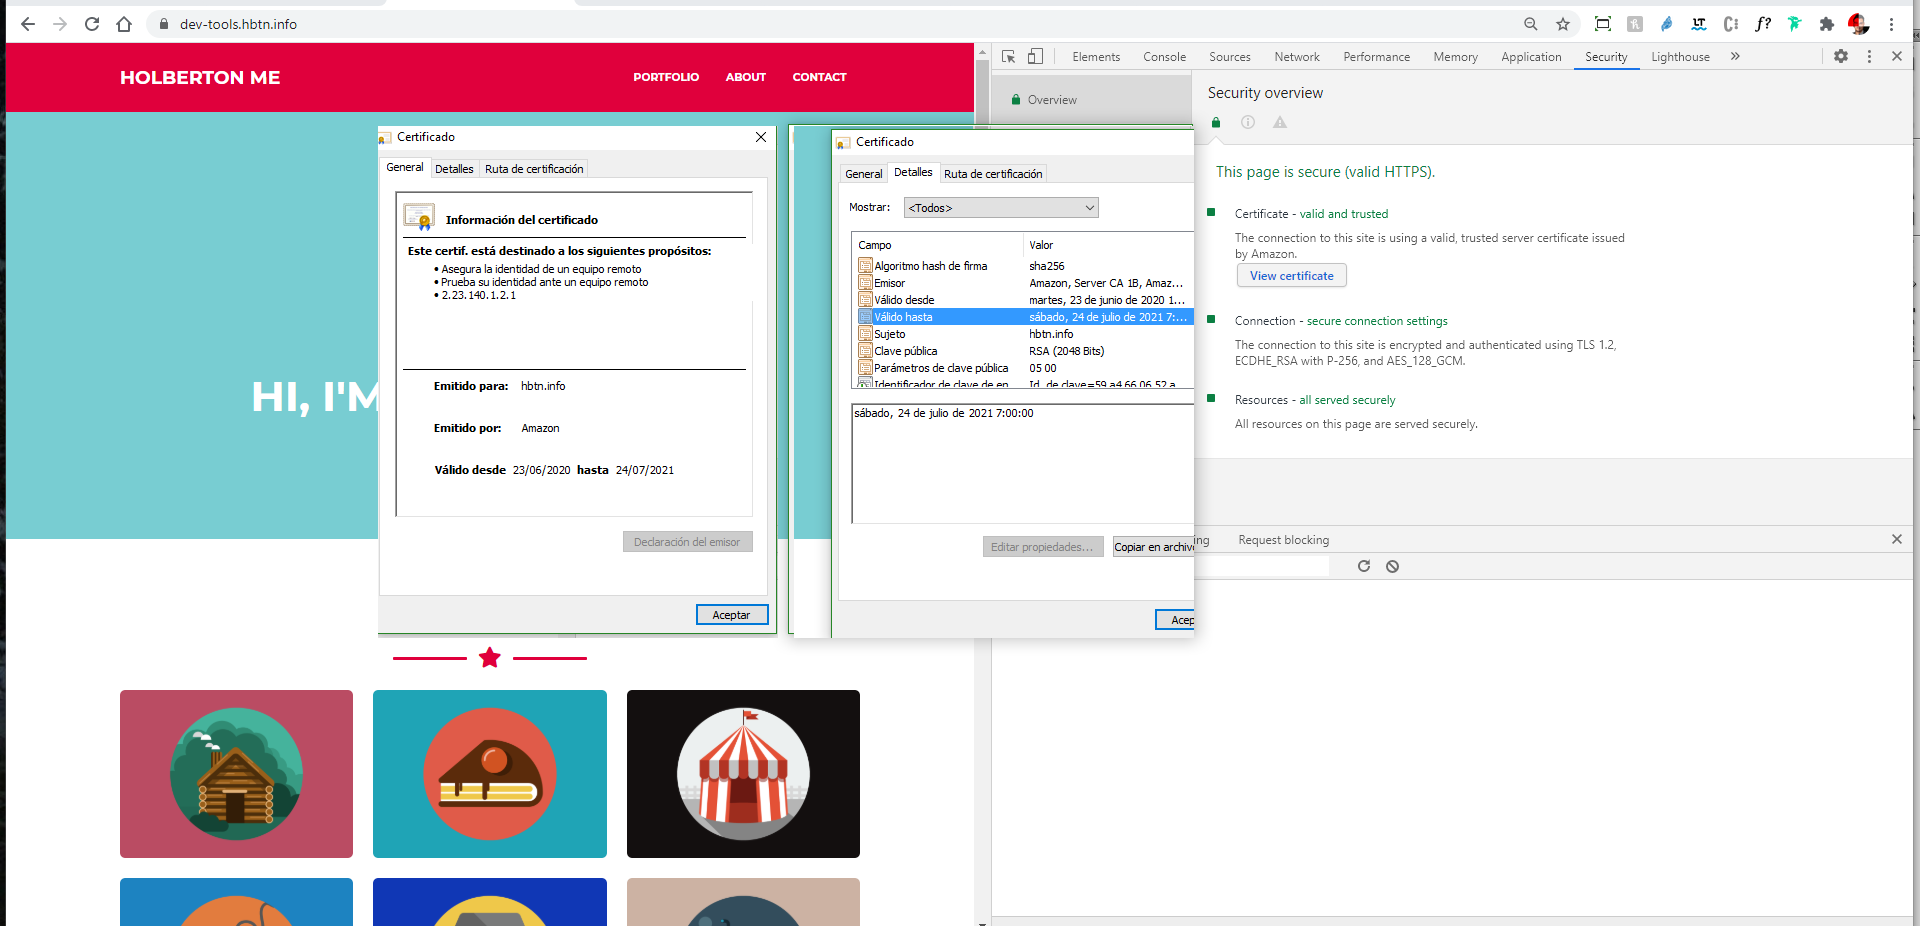 dev-tools.hbtn.info
HOLBERTON ME
PORTFOLIO ABOUT CONTACT
HI, I'M
Certificado
General Detalles Ruta de certificación
Información del certificado
Este certif. está destinado a los siguientes propósitos:
• Asegura la identidad de un equipo remoto
• Prueba su identidad ante un equipo remoto
• 2.23.140.1.2.1
Emitido para: hbtn.info
Emitido por: Amazon
Válido desde 23/06/2020 hasta 24/07/2021
Declaración del emisor
Aceptar
Certificado
General Detalles Ruta de certificación
Mostrar: <Todos>
Campo Valor
Algoritmo hash de firma sha256
Emisor Amazon, Server CA 1B, Amaz...
Válido desde martes, 23 de junio de 2020 1...
Válido hasta sábado, 24 de julio de 2021 7:...
Sujeto hbtn.info
Clave pública RSA (2048 Bits)
Parámetros de clave pública 05 00
Identificador de clave de en Id. de clave=59 a4 66 06 52 a
sábado, 24 de julio de 2021 7:00:00
Editar propiedades... Copiar en archivo
Acep
Elements Console Sources Network Performance Memory Application Security Lighthouse »
Overview
Security overview
This page is secure (valid HTTPS).
Certificate - valid and trusted
The connection to this site is using a valid, trusted server certificate issued
by Amazon.
View certificate
Connection - secure connection settings
The connection to this site is encrypted and authenticated using TLS 1.2,
ECDHE_RSA with P-256, and AES_128_GCM.
Resources - all served securely
All resources on this page are served securely.
ng Request blocking